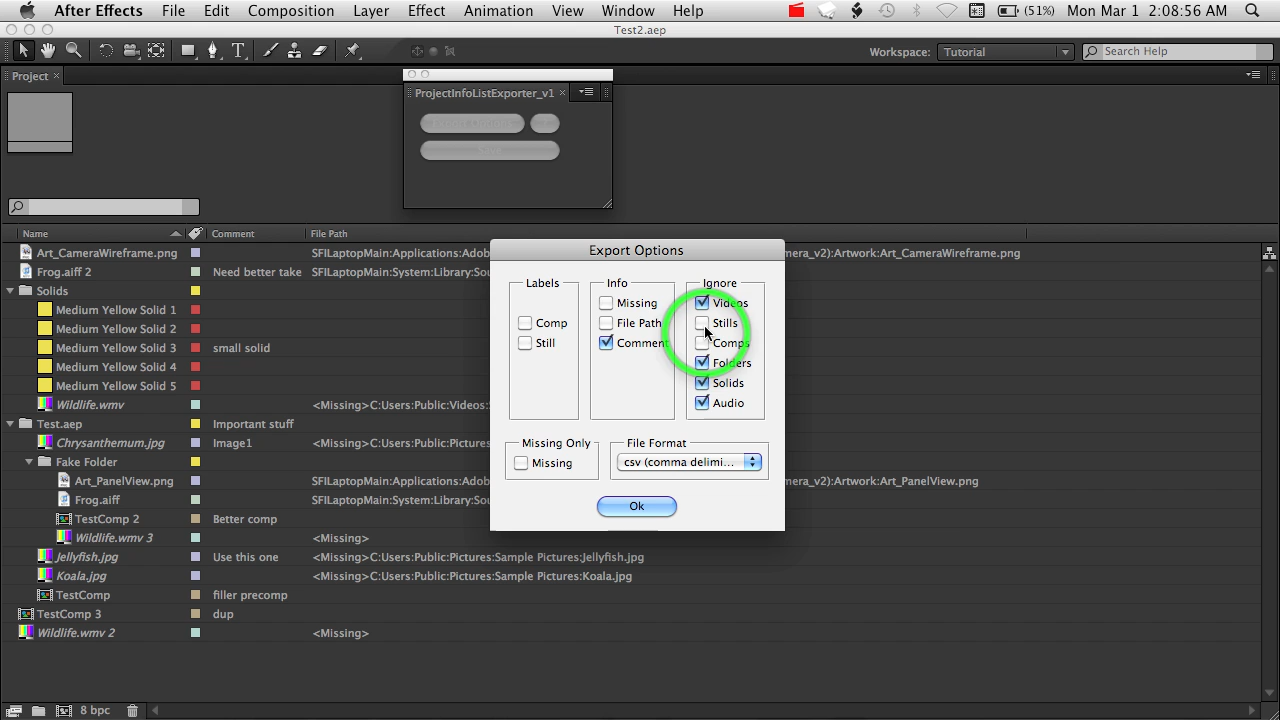 After Effects File Edit Composition Layer Effect Animation View Window Help (51%) Mon Mar 1 2:08:56 AM
Test2.aep
Workspace: Tutorial Search Help
Project
ProjectInfoListExporter_v1
Name Comment File Path
Art_CameraWireframe.png SFILaptopMain:Applications:Adob era_v2):Artwork:Art_CameraWireframe.png
Frog.aiff 2 Need better take SFILaptopMain:System:Library:Sou
Solids
Medium Yellow Solid 1
Medium Yellow Solid 2
Medium Yellow Solid 3 small solid
Medium Yellow Solid 4
Medium Yellow Solid 5
Wildlife.wmv <Missing>C:Users:Public:Videos:
Test.aep Important stuff
Chrysanthemum.jpg Image1 <Missing>C:Users:Public:Pictures
Fake Folder
Art_PanelView.png SFILaptopMain:Applications:Adob era_v2):Artwork:Art_PanelView.png
Frog.aiff SFILaptopMain:System:Library:Sou
TestComp 2 Better comp
Wildlife.wmv 3 <Missing>
Jellyfish.jpg Use this one <Missing>C:Users:Public:Pictures:Sample Pictures:Jellyfish.jpg
Koala.jpg <Missing>C:Users:Public:Pictures:Sample Pictures:Koala.jpg
TestComp filler precomp
TestComp 3 dup
Wildlife.wmv 2 <Missing>
8 bpc
Export Options
Labels Info Ignore
Missing Videos
Comp File Path Stills
Still Comment Comps
Folders
Solids
Audio
Missing Only File Format
Missing csv (comma delimi...
Ok